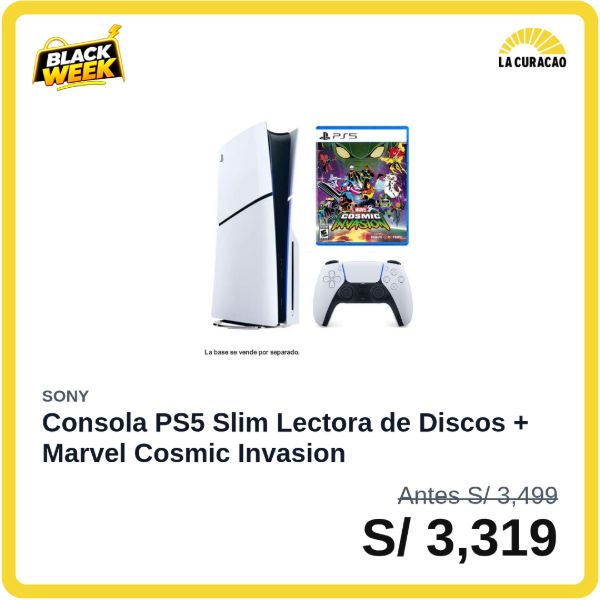 BLACK
WEEK
LA CURACAO
PS5
MARVEL
COSMIC
INVASION
La base se vende por separado.
SONY
Consola PS5 Slim Lectora de Discos +
Marvel Cosmic Invasion
Antes S/ 3,499
S/ 3,319